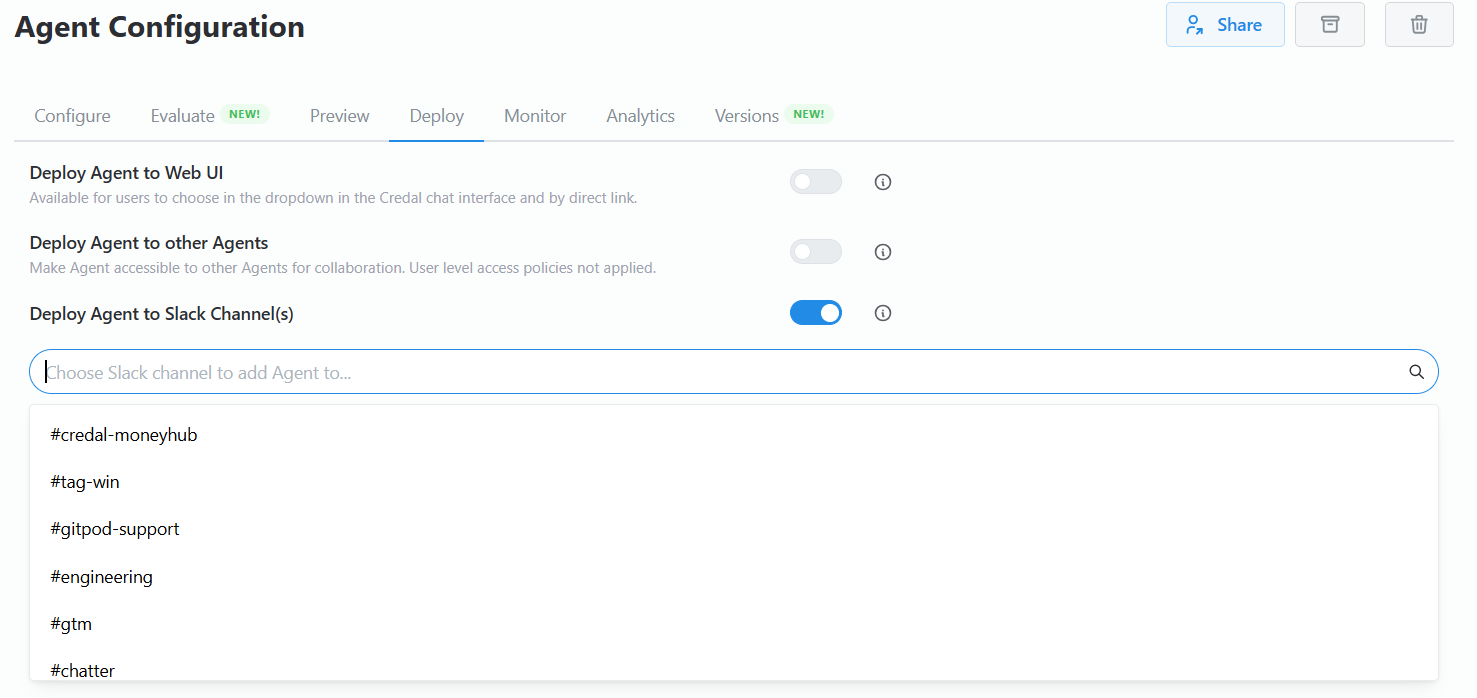 Agent Configuration
Share
Configure Evaluate NEW! Preview Deploy Monitor Analytics Versions NEW!
Deploy Agent to Web UI
Available for users to choose in the dropdown in the Credal chat interface and by direct link.
Deploy Agent to other Agents
Make Agent accessible to other Agents for collaboration. User level access policies not applied.
Deploy Agent to Slack Channel(s)
Choose Slack channel to add Agent to...
#credal-moneyhub
#tag-win
#gitpod-support
#engineering
#gtm
#chatter